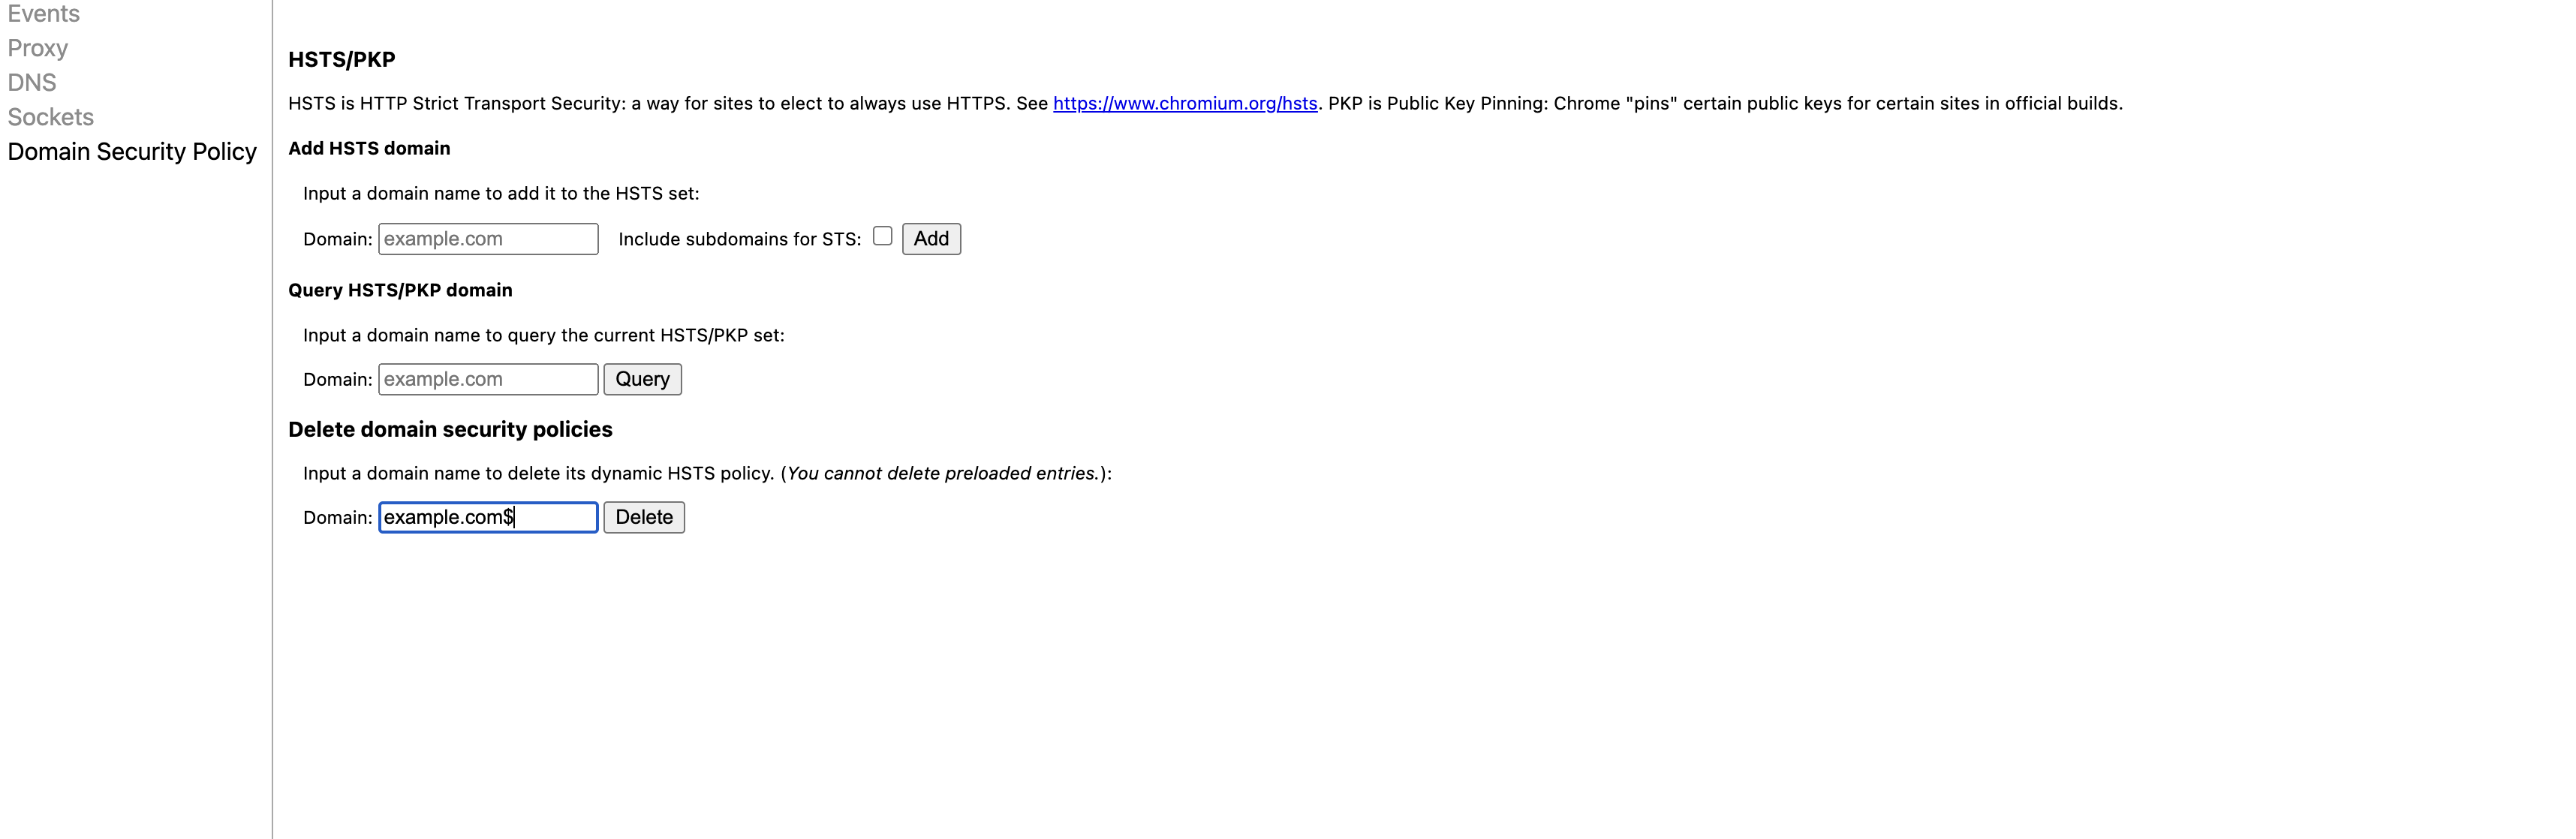 Events
Proxy
DNS
Sockets
Domain Security Policy
HSTS/PKP
HSTS is HTTP Strict Transport Security: a way for sites to elect to always use HTTPS. See https://www.chromium.org/hsts. PKP is Public Key Pinning: Chrome "pins" certain public keys for certain sites in official builds.
Add HSTS domain
Input a domain name to add it to the HSTS set:
Domain: example.com Include subdomains for STS: Add
Query HSTS/PKP domain
Input a domain name to query the current HSTS/PKP set:
Domain: example.com Query
Delete domain security policies
Input a domain name to delete its dynamic HSTS policy. (You cannot delete preloaded entries.):
Domain: example.com$ Delete